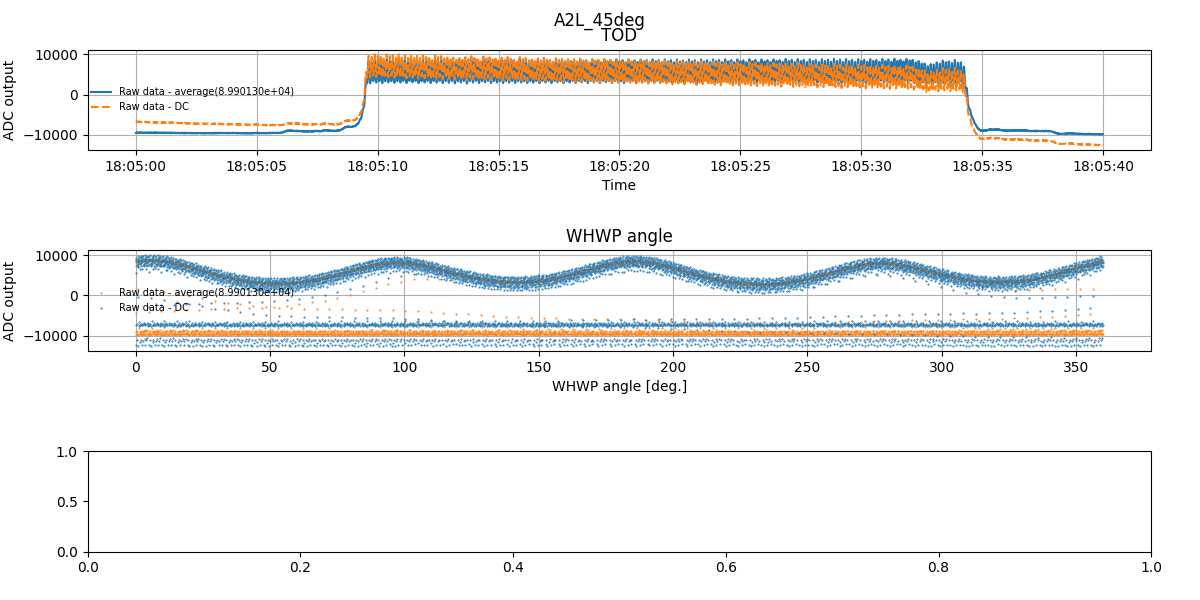 A2L_45deg
TOD
ADC output
10000
0
−10000
Raw data - average(8.990130e+04)
Raw data - DC
18:05:00 18:05:05 18:05:10 18:05:15 18:05:20 18:05:25 18:05:30 18:05:35 18:05:40
Time
WHWP angle
ADC output
10000
0
−10000
Raw data - average(8.990130e+04)
Raw data - DC
0 50 100 150 200 250 300 350
WHWP angle [deg.]
1.0
0.5
0.0
0.0 0.2 0.4 0.6 0.8 1.0